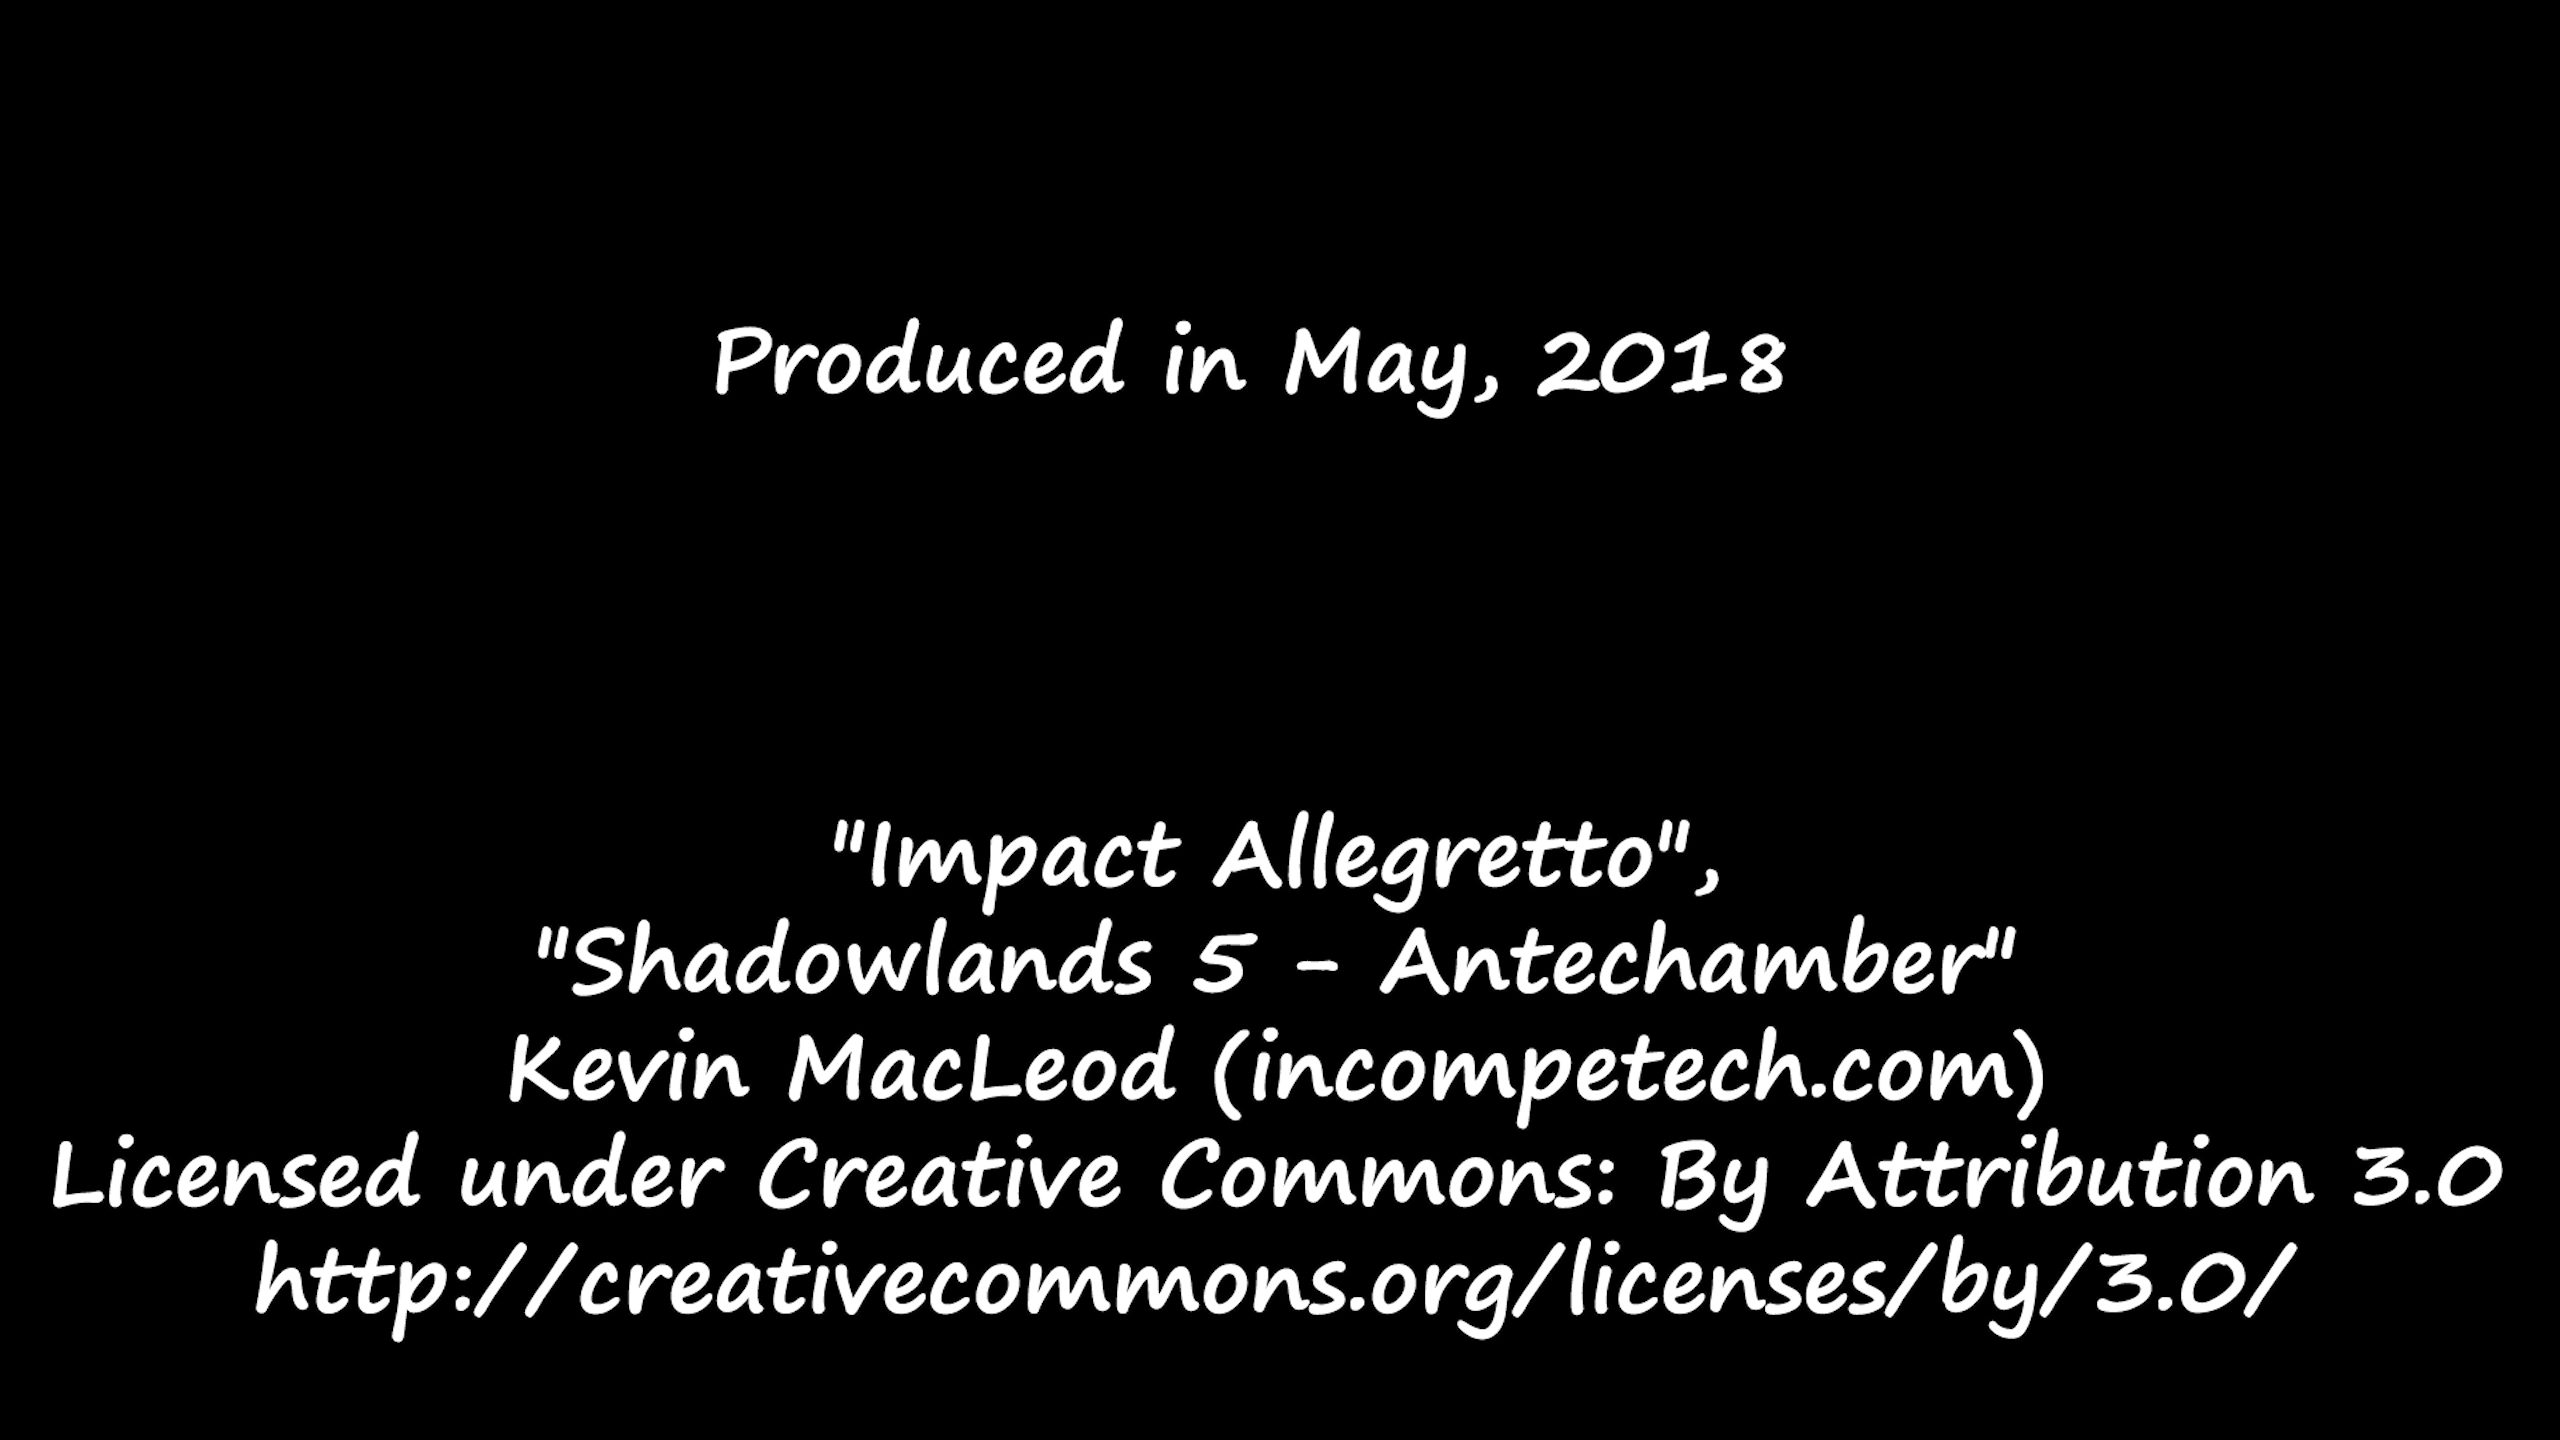 Produced in May, 2018
"Impact Allegretto",
"Shadowlands 5 - Antechamber"
Kevin MacLeod (incompetech.com)
Licensed under Creative Commons: By Attribution 3.0
http://creativecommons.org/licenses/by/3.0/